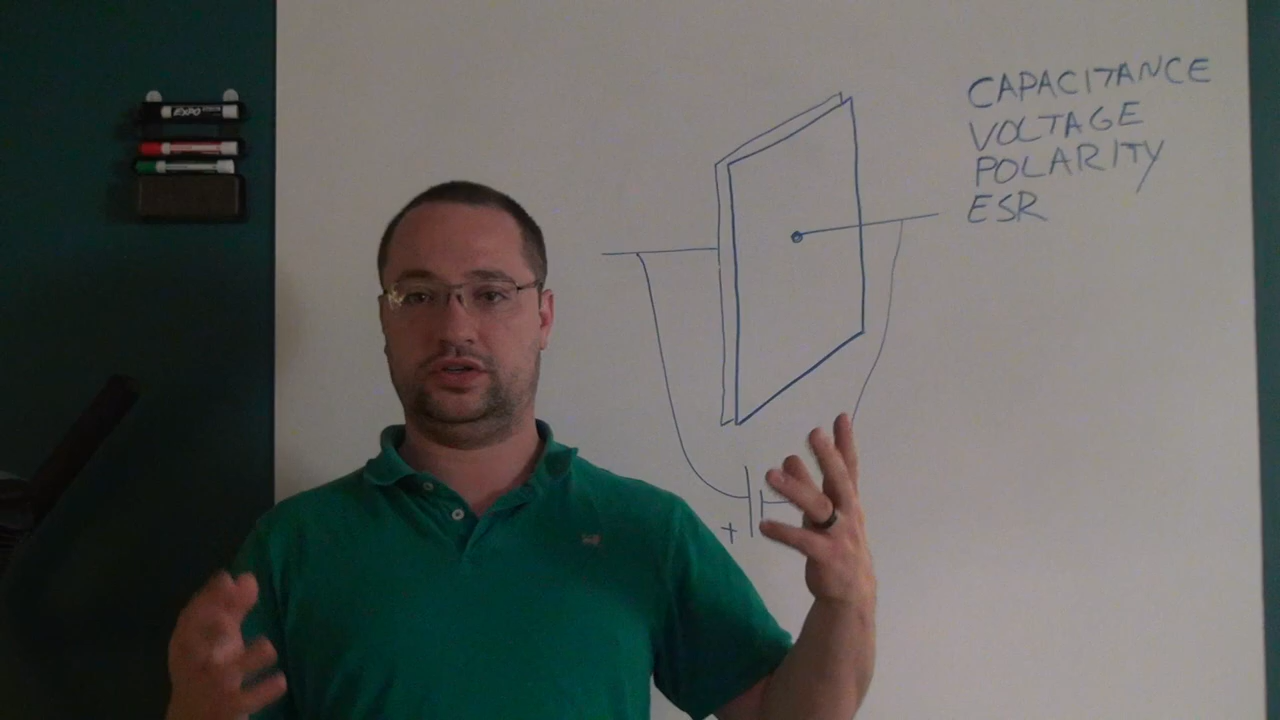 EXPO
CAPACITANCE
VOLTAGE
POLARITY
ESR
+